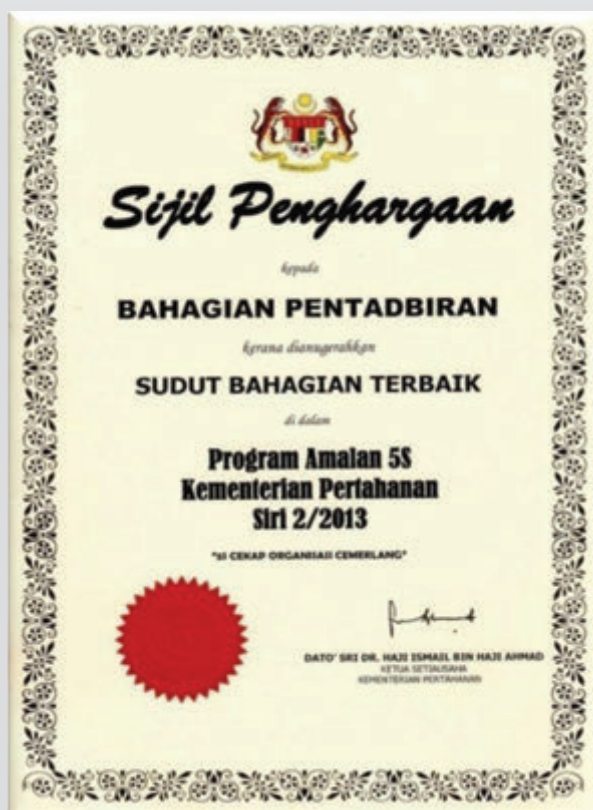 Sijil Penghargaan
kepada
BAHAGIAN PENTADBIRAN
kerana dianugerahkan
SUDUT BAHAGIAN TERBAIK
di dalam
Program Amalan 5S
Kementerian Pertahanan
Siri 2/2013
CEKAP ORGANISASI CEMERLANG"
DATO' SRI DR. HAJI ISMAIL BIN HAJI AHMAD
KETUA SETIAUSAHA
KEMENTERIAN PERTAHANAN